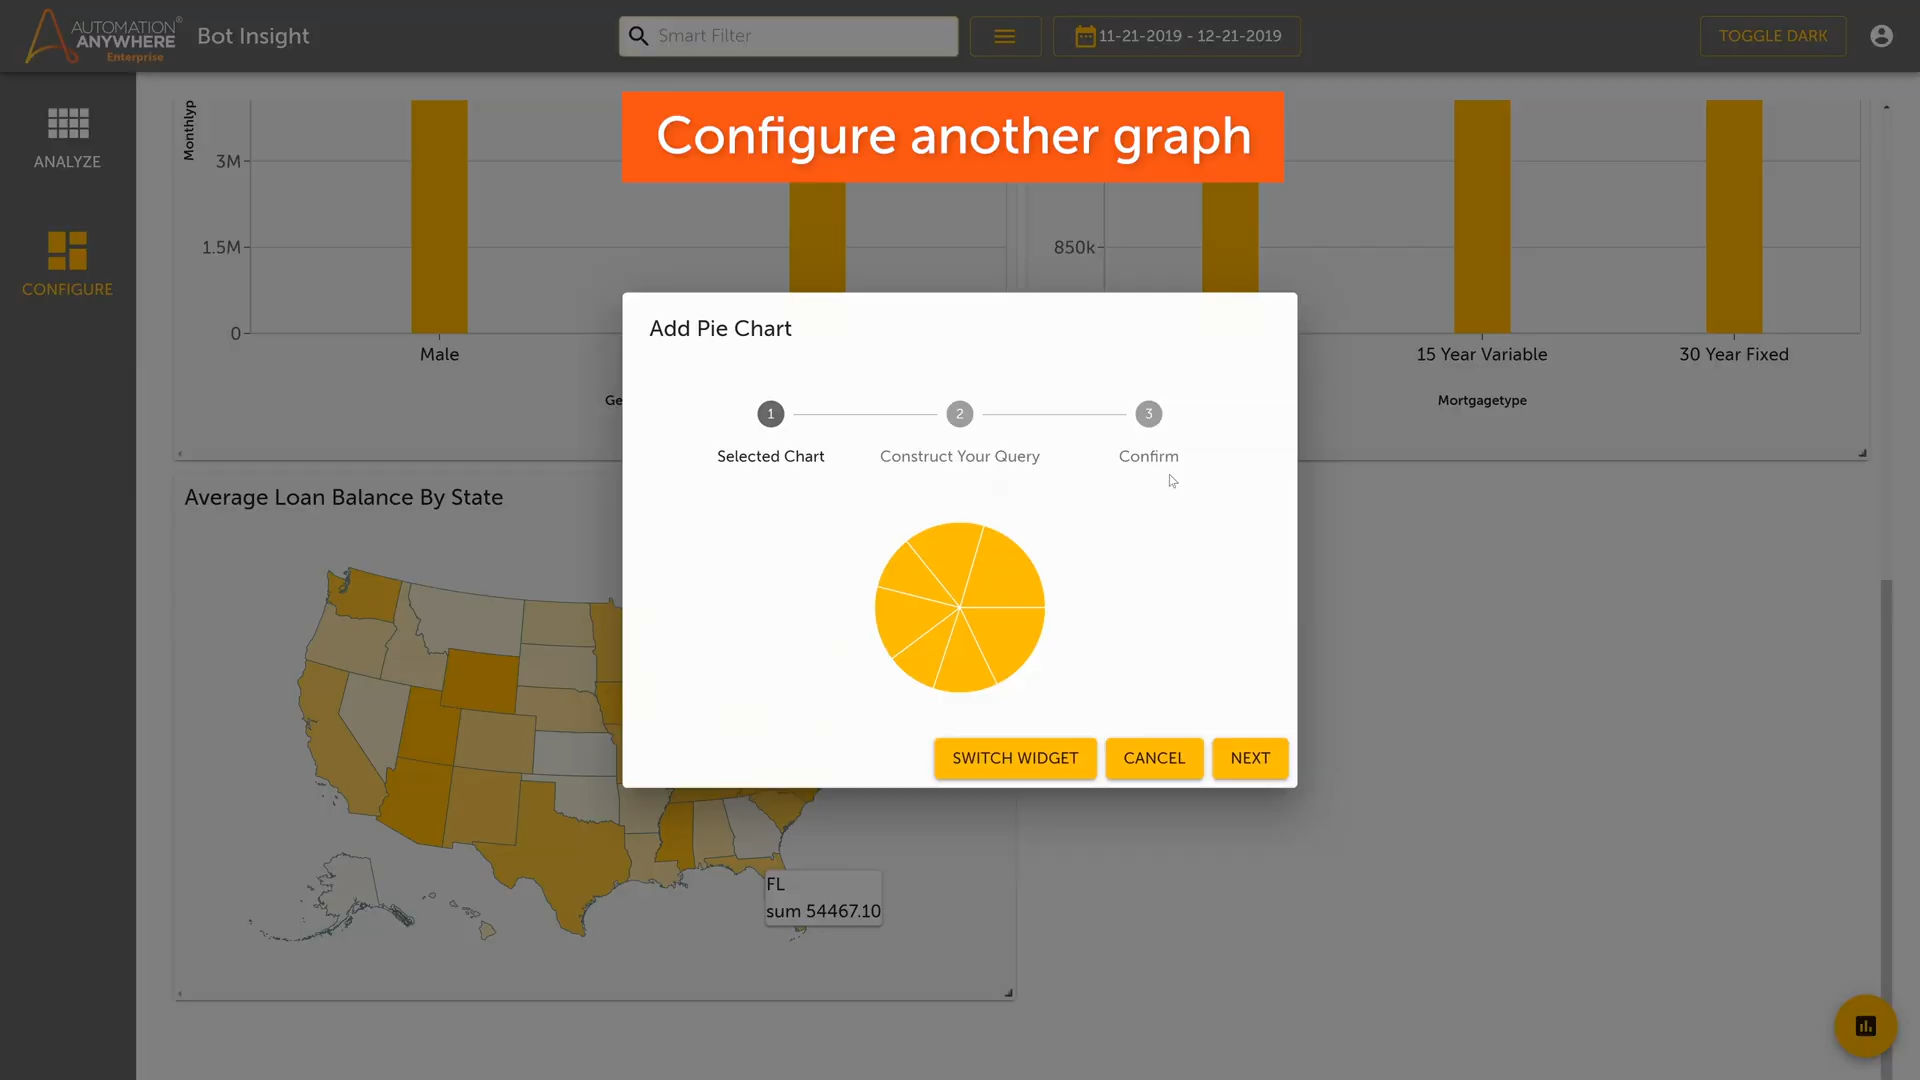 AUTOMATION
ANYWHERE
Enterprise
Bot Insight
Smart Filter
11-21-2019 - 12-21-2019
TOGGLE DARK
ANALYZE
CONFIGURE
Configure another graph
Monthlyp
3M
1.5M
0
Male
Ge
850k
15 Year Variable
30 Year Fixed
Mortgagetype
Add Pie Chart
1
2
3
Selected Chart
Construct Your Query
Confirm
SWITCH WIDGET
CANCEL
NEXT
Average Loan Balance By State
FL
sum 54467.10